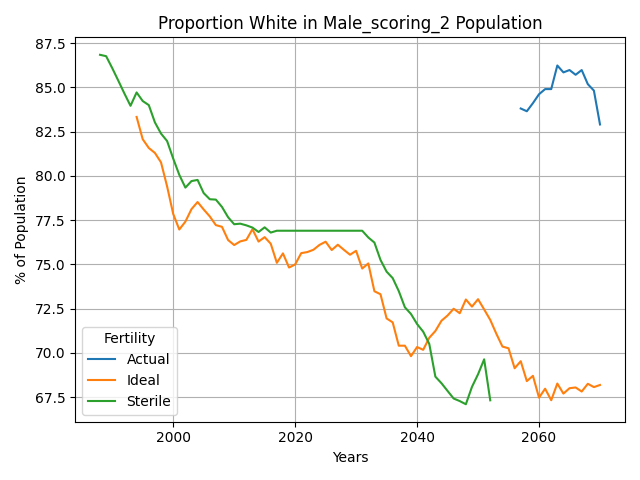 Proportion White in Male_scoring_2 Population
% of Population
87.5
85.0
82.5
80.0
77.5
75.0
72.5
70.0
67.5
Fertility
Actual
Ideal
Sterile
2000
2020
2040
2060
Years